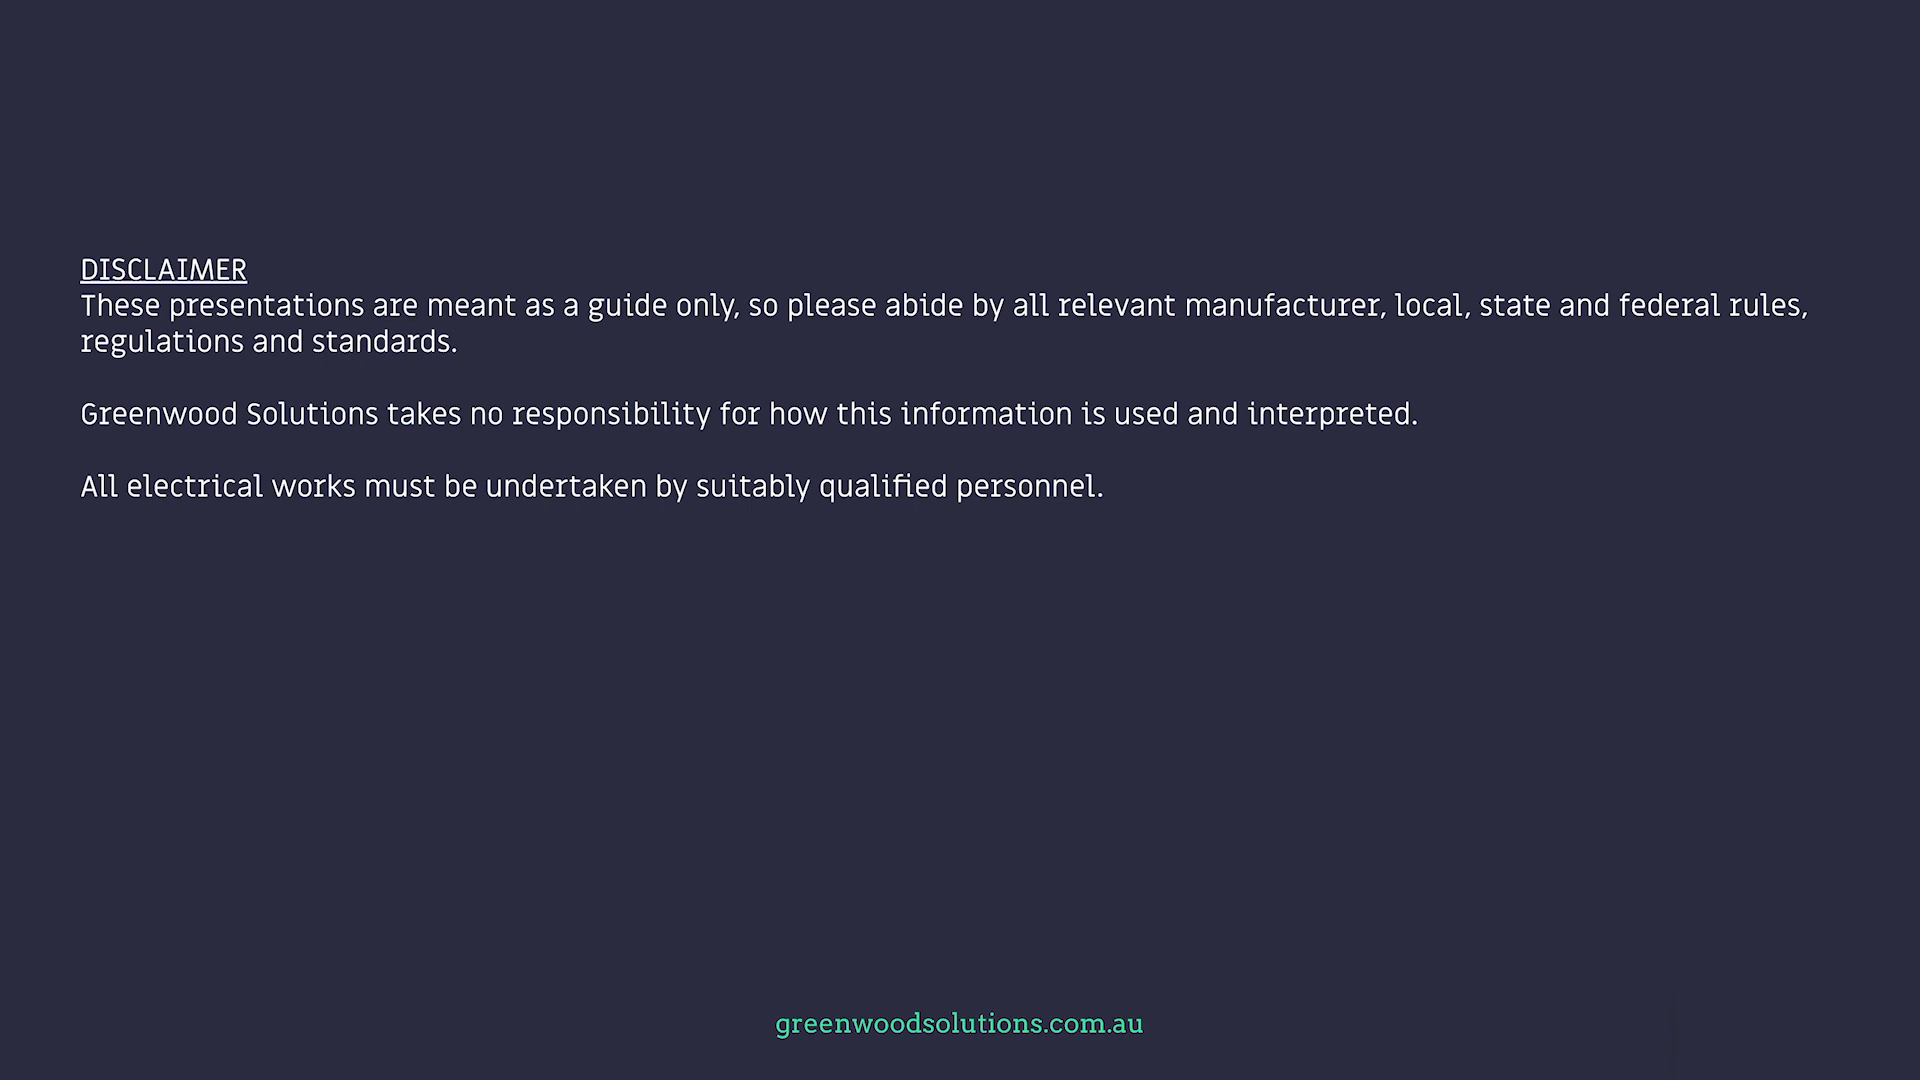 DISCLAIMER
These presentations are meant as a guide only, so please abide by all relevant manufacturer, local, state and federal rules,
regulations and standards.
Greenwood Solutions takes no responsibility for how this information is used and interpreted.
All electrical works must be undertaken by suitably qualified personnel.
greenwoodsolutions.com.au